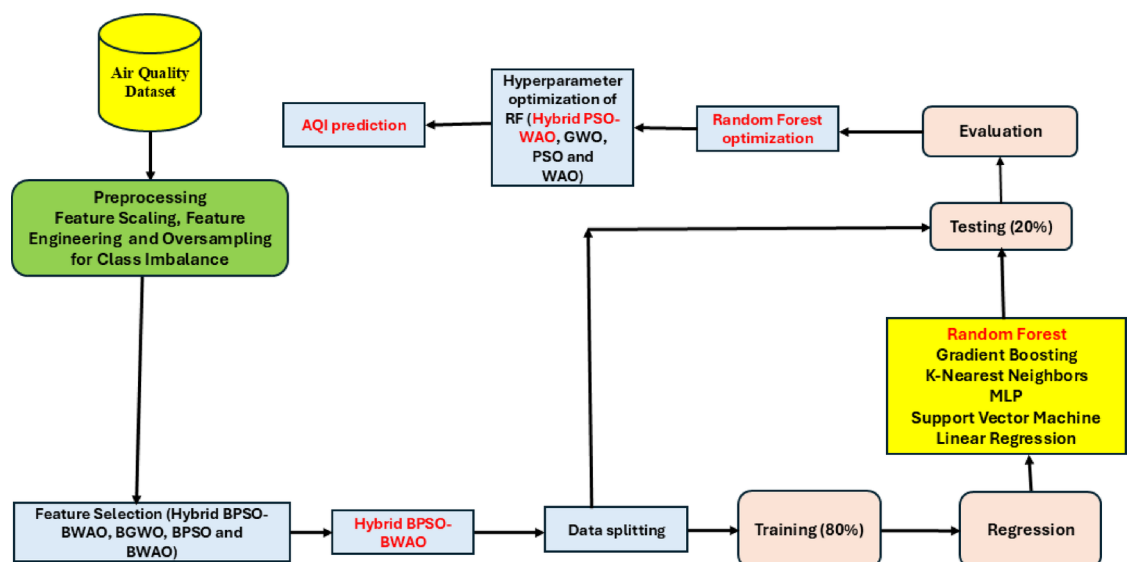 Air Quality
Dataset
Preprocessing
Feature Scaling, Feature
Engineering and Oversampling
for Class Imbalance
Feature Selection (Hybrid BPSO-
BWAO, BGWO, BPSO and
BWAO)
Hybrid BPSO-
BWAO
Data splitting
Training (80%)
Regression
Random Forest
Gradient Boosting
K-Nearest Neighbors
MLP
Support Vector Machine
Linear Regression
Testing (20%)
Evaluation
Random Forest
optimization
Hyperparameter
optimization of
RF (Hybrid PSO-
WAO, GWO,
PSO and
WAO)
AQI prediction